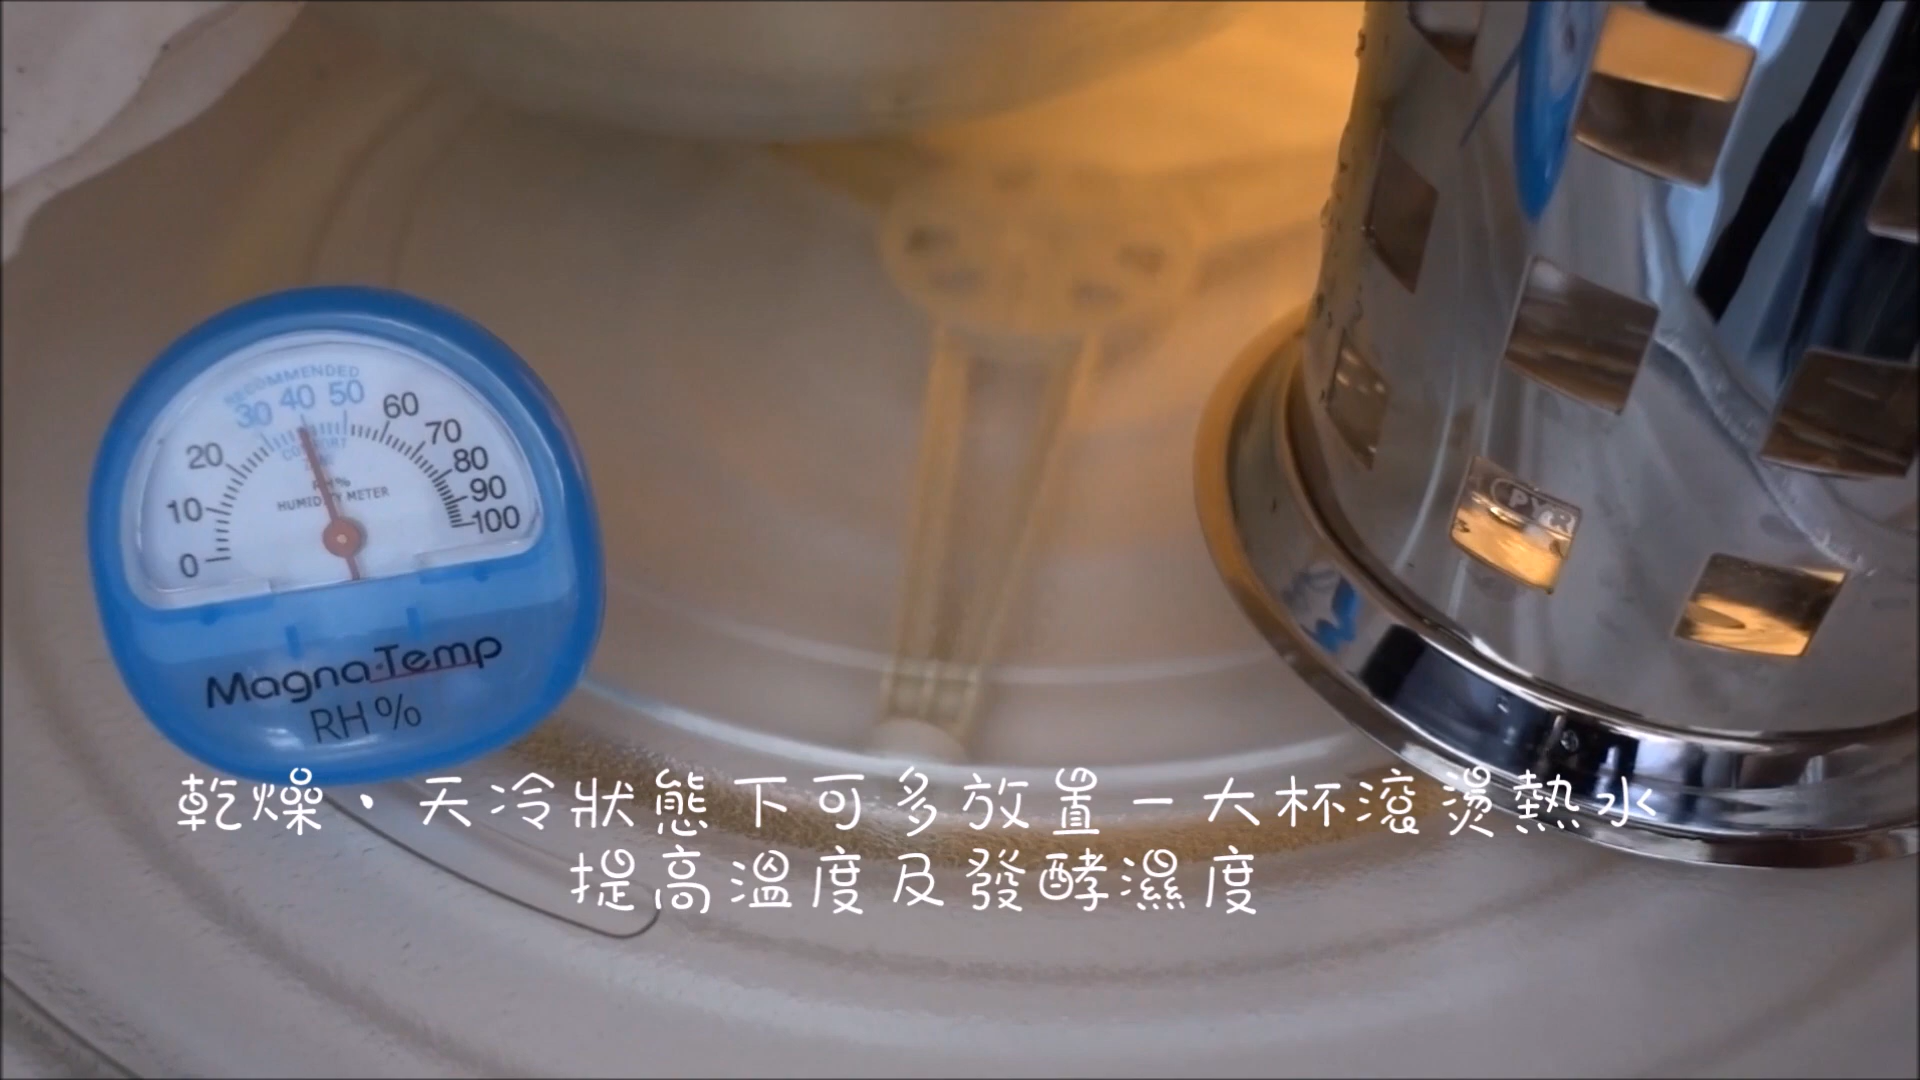 RECOMMENDED
0 10 20 30 40 50 60 70 80 90 100
RH%
HUMIDITY METER
Magna·Temp
RH%
PYR
乾燥·天冷狀態下可多放置一大杯滾燙熱水
提高溫度及發酵濕度